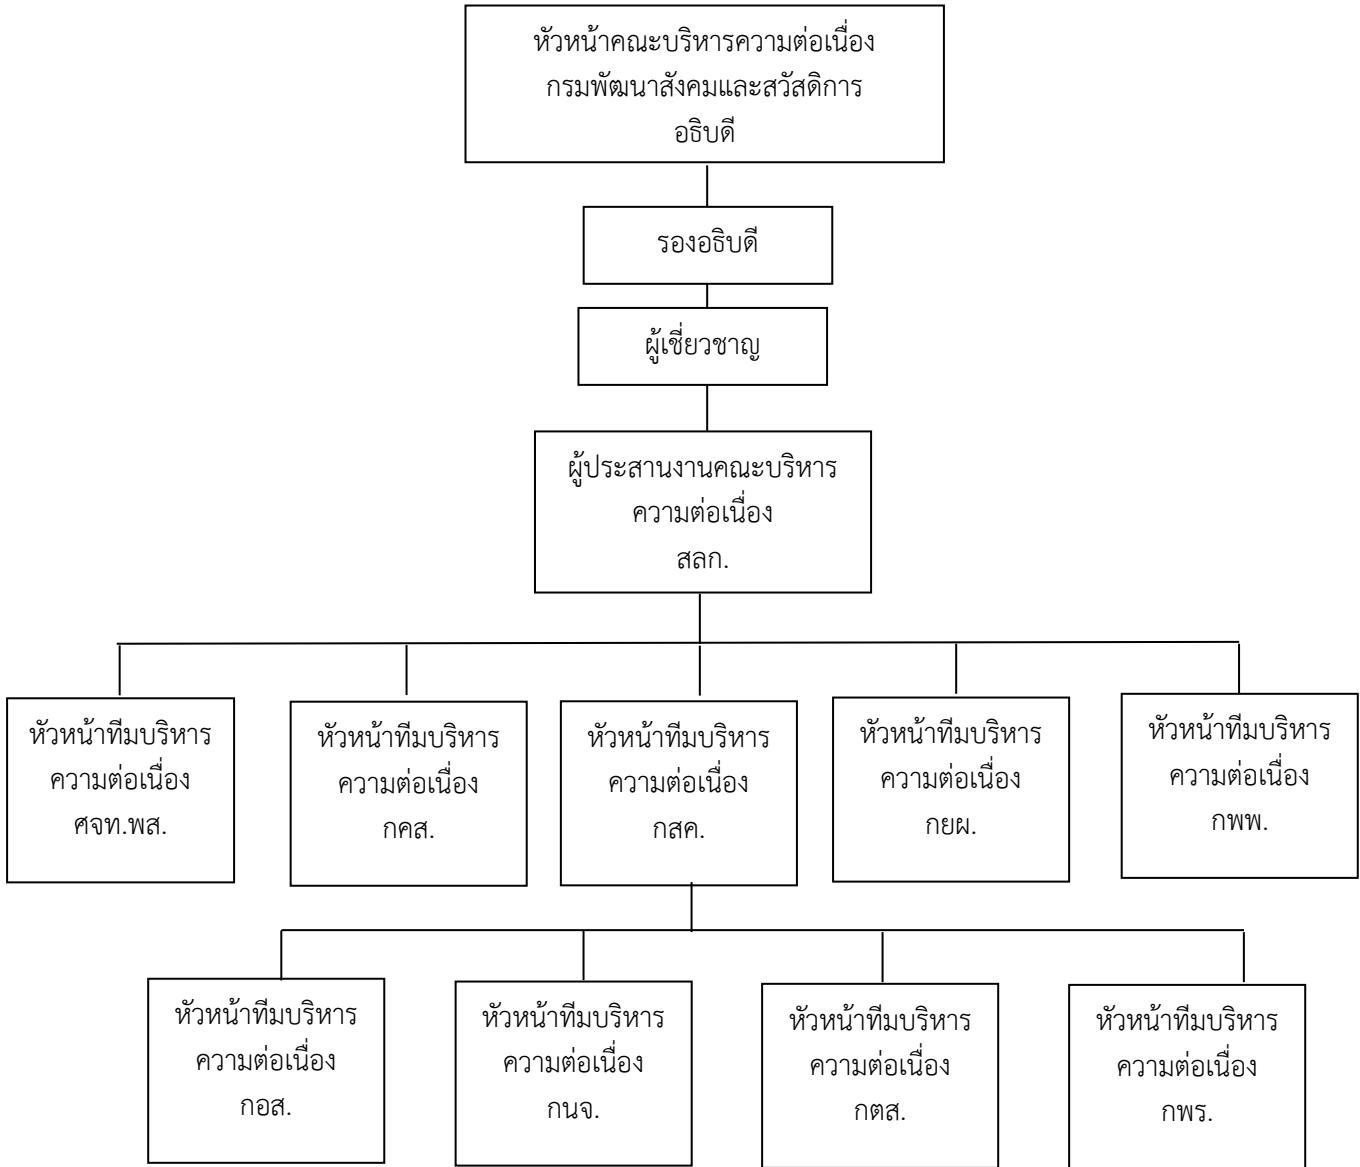 หัวหน้าคณะบริหารความต่อเนื่อง
กรมพัฒนาสังคมและสวัสดิการ
อธิบดี
รองอธิบดี
ผู้เชี่ยวชาญ
ผู้ประสานงานคณะบริหาร
ความต่อเนื่อง
สลก.
หัวหน้าทีมบริหาร
ความต่อเนื่อง
ศจท.พส.
หัวหน้าทีมบริหาร
ความต่อเนื่อง
กคส.
หัวหน้าทีมบริหาร
ความต่อเนื่อง
กสค.
หัวหน้าทีมบริหาร
ความต่อเนื่อง
กยผ.
หัวหน้าทีมบริหาร
ความต่อเนื่อง
กพพ.
หัวหน้าทีมบริหาร
ความต่อเนื่อง
กอส.
หัวหน้าทีมบริหาร
ความต่อเนื่อง
กนจ.
หัวหน้าทีมบริหาร
ความต่อเนื่อง
กตส.
หัวหน้าทีมบริหาร
ความต่อเนื่อง
กพร.